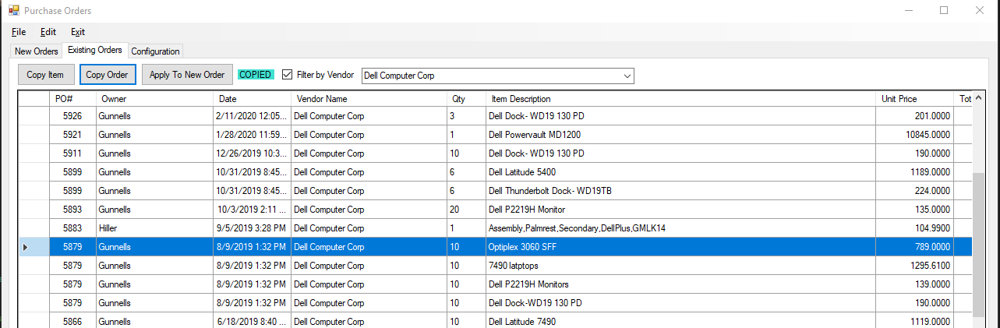 Purchase Orders
File Edit Exit
New Orders Existing Orders Configuration
Copy Item Copy Order Apply To New Order COPIED Filter by Vendor Dell Computer Corp
PO# Owner Date Vendor Name Qty Item Description Unit Price Tot
5926 Gunnells 2/11/2020 12:05... Dell Computer Corp 3 Dell Dock- WD19 130 PD 201.0000
5921 Gunnells 1/28/2020 11:59... Dell Computer Corp 1 Dell Powervault MD1200 10845.0000
5911 Gunnells 12/26/2019 10:3... Dell Computer Corp 10 Dell Dock- WD19 130 PD 190.0000
5899 Gunnells 10/31/2019 8:45... Dell Computer Corp 6 Dell Latitude 5400 1189.0000
5899 Gunnells 10/31/2019 8:45... Dell Computer Corp 6 Dell Thunderbolt Dock- WD19TB 224.0000
5893 Gunnells 10/3/2019 2:11 ... Dell Computer Corp 20 Dell P2219H Monitor 135.0000
5883 Hiller 9/5/2019 3:28 PM Dell Computer Corp 1 Assembly,Palmrest,Secondary,DellPlus,GMLK14 104.9900
5879 Gunnells 8/9/2019 1:32 PM Dell Computer Corp 10 Optiplex 3060 SFF 789.0000
5879 Gunnells 8/9/2019 1:32 PM Dell Computer Corp 10 7490 latptops 1295.6100
5879 Gunnells 8/9/2019 1:32 PM Dell Computer Corp 10 Dell P2219H Monitors 139.0000
5879 Gunnells 8/9/2019 1:32 PM Dell Computer Corp 10 Dell Dock-WD19 130 PD 190.0000
5866 Gunnells 6/18/2019 8:40 ... Dell Computer Corp 10 Dell Latitude 7490 1119.0000